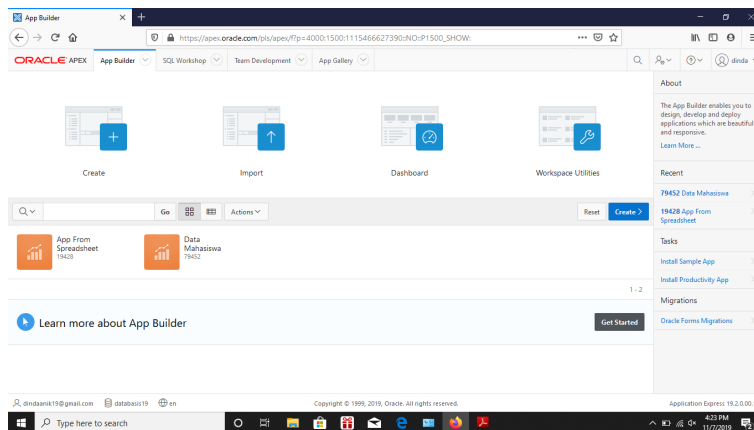 App Builder
https://apex.oracle.com/pls/apex/f?p=4000:1500:1115466627390::NO::P1500_SHOW:
ORACLE APEX App Builder SQL Workshop Team Development App Gallery dinda
Create
Import
Dashboard
Workspace Utilities
Go Actions Reset Create >
App From
Spreadsheet
19428
Data
Mahasiswa
79452
1 - 2
Learn more about App Builder
Get Started
About
The App Builder enables you to
design, develop and deploy
applications which are beautiful
and responsive.
Learn More ...
Recent
79452 Data Mahasiswa
19428 App From
Spreadsheet
Tasks
Install Sample App
Install Productivity App
Migrations
Oracle Forms Migrations
dindaanik19@gmail.com databasis19 en
Copyright © 1999, 2019, Oracle. All rights reserved.
Application Express 19.2.0.00.
Type here to search
4:23 PM
11/7/2019